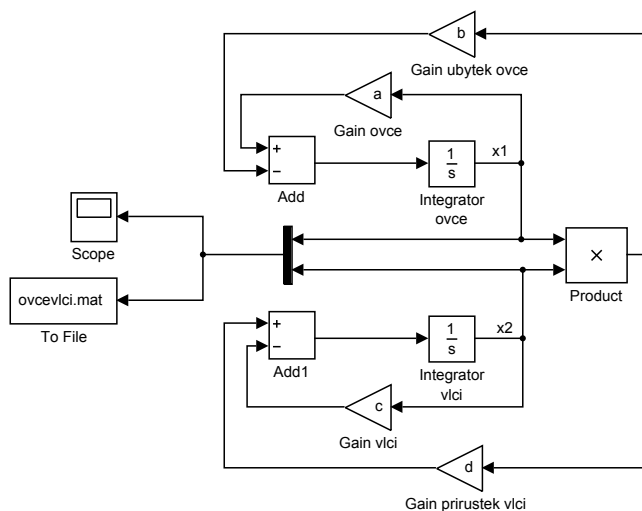 b
Gain ubytek ovce
a
Gain ovce
+
−
Add
1
s
Integrator
ovce
x1
Scope
×
Product
ovcevlci.mat
To File
+
−
Add1
1
s
Integrator
vlci
x2
c
Gain vlci
d
Gain prirustek vlci